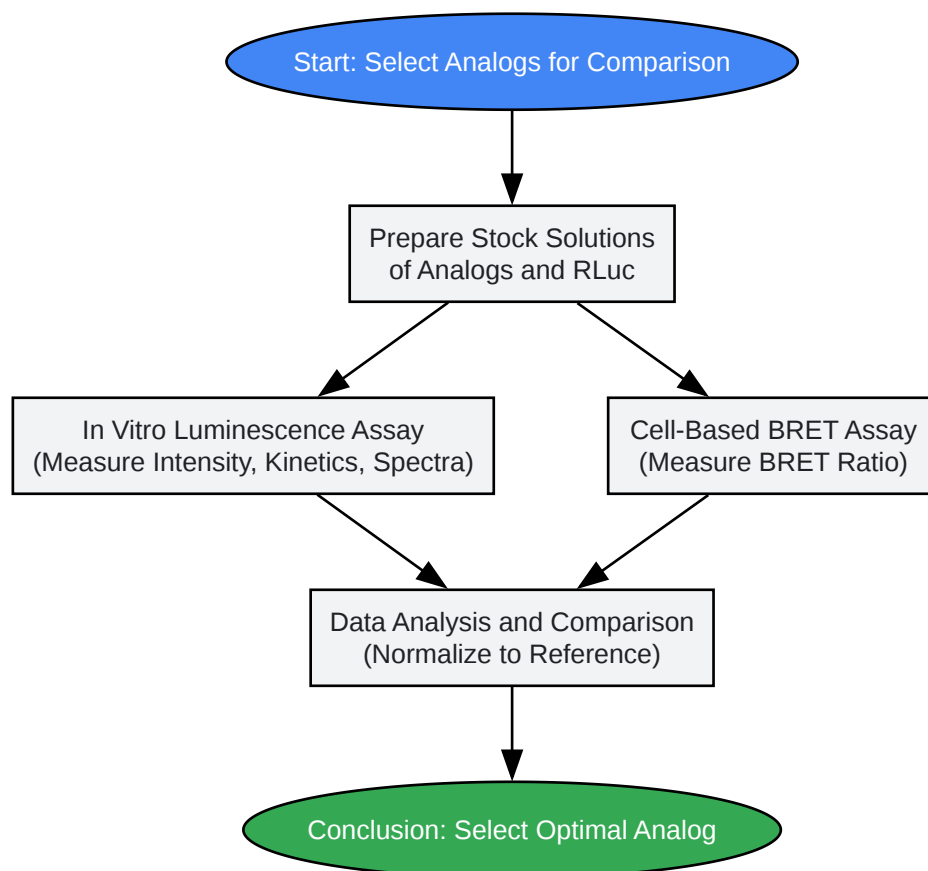 Start: Select Analogs for Comparison
Prepare Stock Solutions
of Analogs and RLuc
In Vitro Luminescence Assay
(Measure Intensity, Kinetics, Spectra)
Cell-Based BRET Assay
(Measure BRET Ratio)
Data Analysis and Comparison
(Normalize to Reference)
Conclusion: Select Optimal Analog